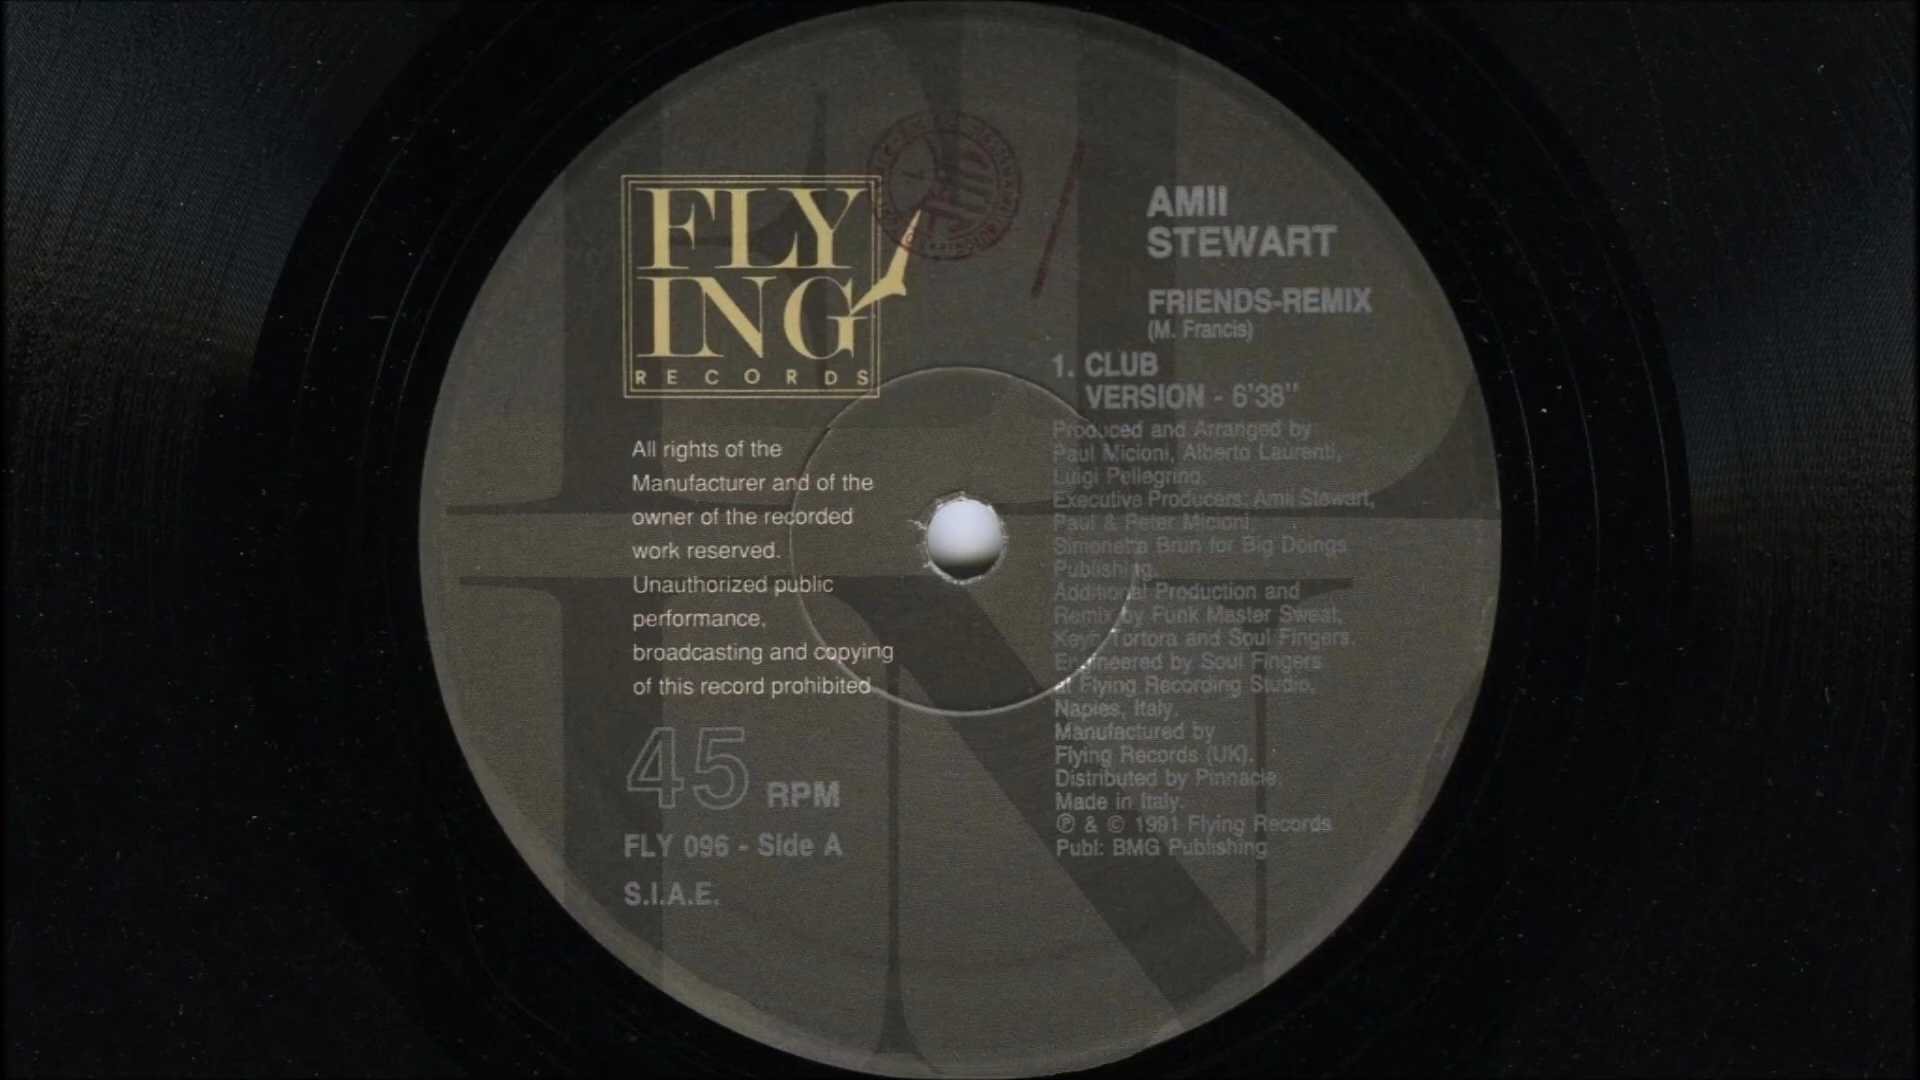 FLY
ING
RECORDS
All rights of the
Manufacturer and of the
owner of the recorded
work reserved.
Unauthorized public
performance,
broadcasting and copying
of this record prohibited
45 RPM
FLY 096 - Side A
S.I.A.E.
AMII
STEWART
FRIENDS-REMIX
(M. Francis)
1. CLUB
VERSION - 6'38"
Produced and Arranged by
Paul Micioni, Alberto Laurenti,
Luigi Pellegrino.
Executive Producers: Amii Stewart,
Paul & Peter Micioni,
Simonetta Brun for Big Doings
Publishing.
Additional Production and
Remix by Funk Master Sweat,
Tortora and Soul Fingers.
Engineered by Soul Fingers
at Flying Recording Studio,
Naples, Italy.
Manufactured by
Flying Records (UK).
Distributed by Pinnacle.
Made in Italy.
℗ & © 1991 Flying Records
Publ: BMG Publishing